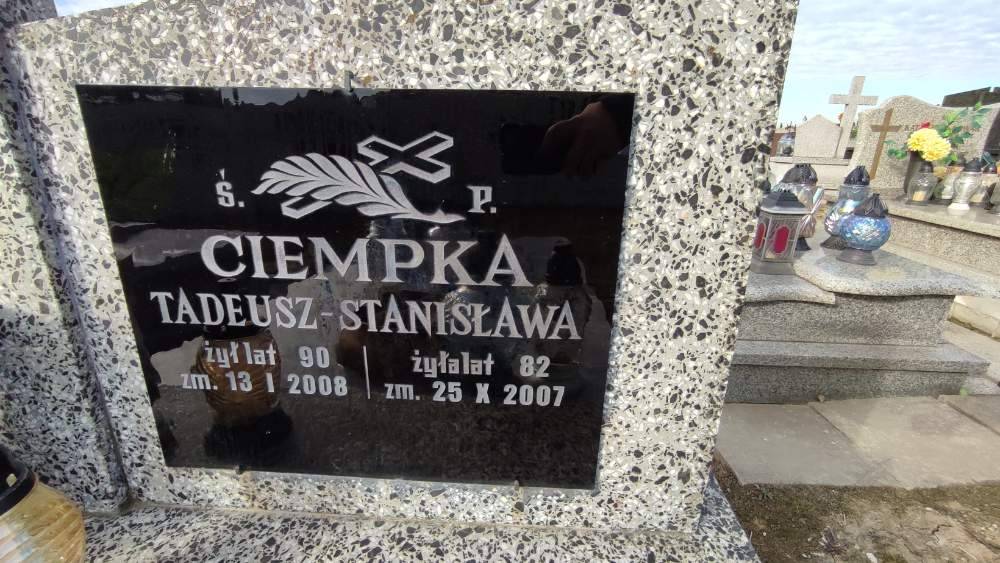 Ś. P.
CIEMPKA
TADEUSZ-STANISŁAWA
żył lat 90 żyła lat 82
zm. 13 I 2008 zm. 25 X 2007